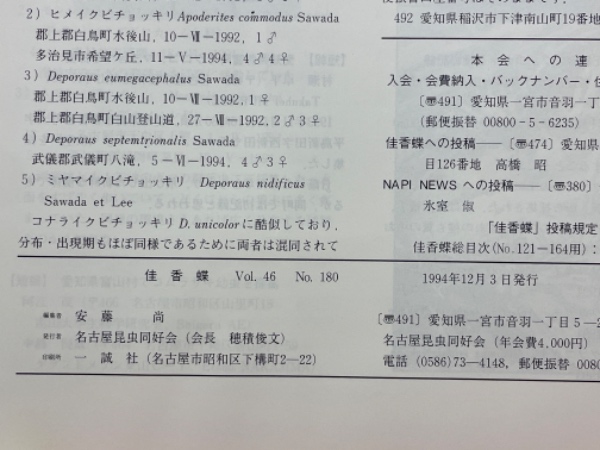 2) ヒメイクビチョッキリ Apoderites commodus Sawada
郡上郡白鳥町水後山, 10-Ⅶ-1992, 1♂
多治見市希望ケ丘, 11-Ⅴ-1994, 4♂4♀
3) Deporaus eumegacephalus Sawada
郡上郡白鳥町水後山, 10-Ⅶ-1992, 1♀
郡上郡白鳥町白山登山道, 27-Ⅶ-1992, 2♂3♀
4) Deporaus septemtrionalis Sawada
武儀郡武儀町八滝, 5-Ⅵ-1994, 4♂3♀
5) ミヤマイクビチョッキリ Deporaus nidificus
Sawada et Lee
コナライクビチョッキリ D. unicolor に酷似しており,
分布・出現期もほぼ同様であるために両者は混同されて
492 愛知県稲沢市下津南山町19番地
本会への連
入会・会費納入・バックナンバー・住
〔〠491〕愛知県一宮市音羽一丁
(郵便振替 00800-5-6235)
佳香蝶への投稿――〔〠474〕愛知県
目126番地 高橋 昭
NAPI NEWS への投稿――〔〠380〕
氷室 俶
「佳香蝶」投稿規定
佳香蝶総目次(No.121-164用):
佳香蝶 Vol. 46 No. 180
1994年12月3日発行
編集者 安藤 尚
発行者 名古屋昆虫同好会(会長 穂積俊文)
印刷所 一誠社(名古屋市昭和区下構町2―22)
〔〠491〕愛知県一宮市音羽一丁目5-2
名古屋昆虫同好会(年会費4,000円)
電話 (0586)73―4148, 郵便振替 0080